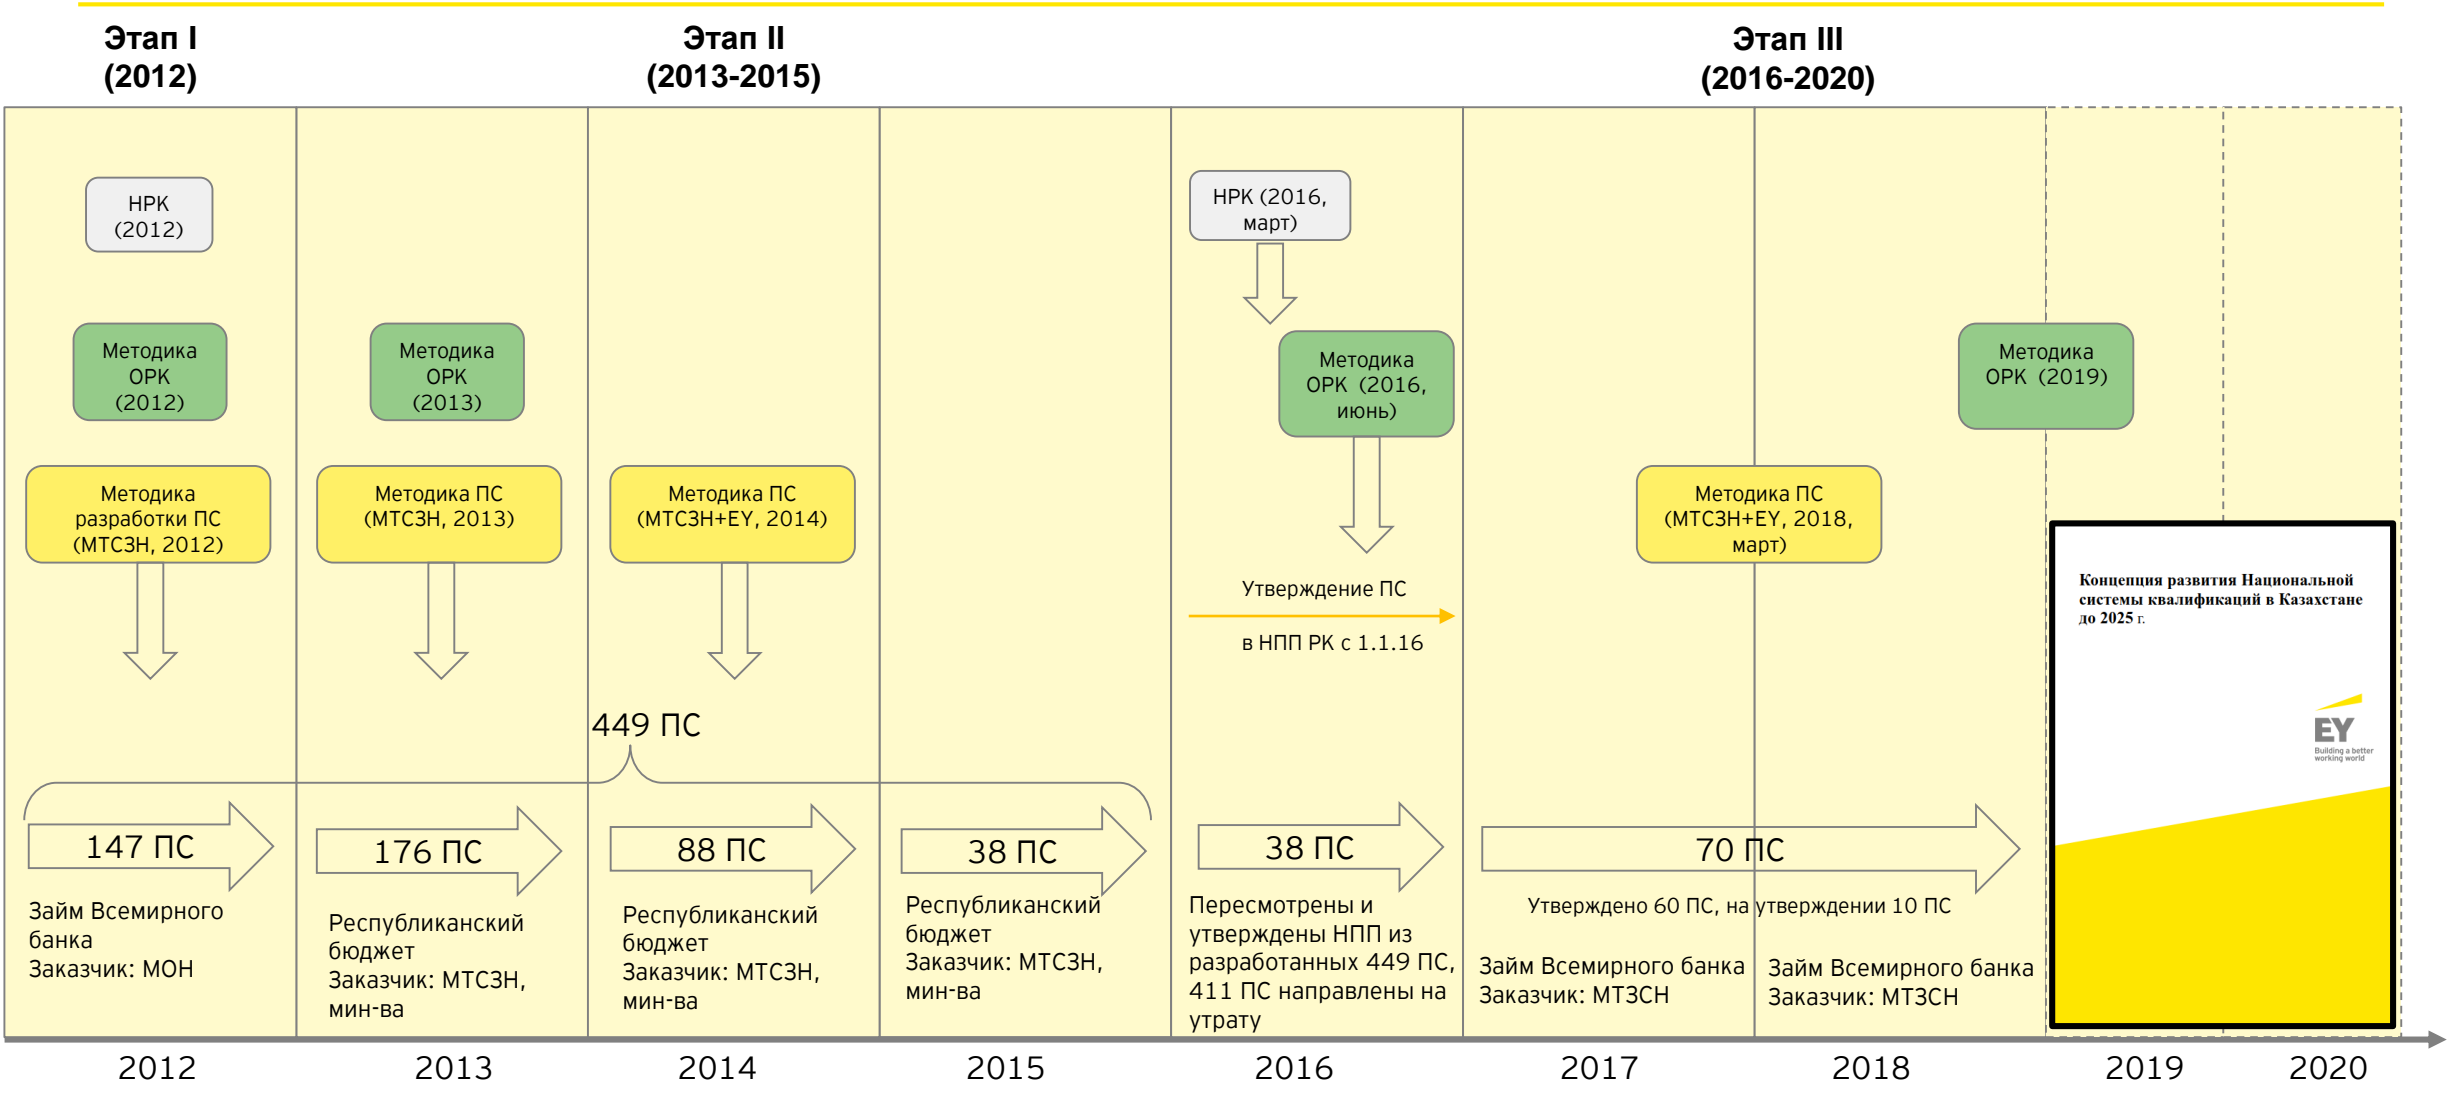 Этап I
(2012)
Этап II
(2013-2015)
Этап III
(2016-2020)
НРК
(2012)
НРК (2016,
март)
Методика
ОРК
(2012)
Методика
ОРК
(2013)
Методика
ОРК (2016,
июнь)
Методика
ОРК (2019)
Методика
разработки ПС
(МТСЗН, 2012)
Методика ПС
(МТСЗН, 2013)
Методика ПС
(МТСЗН+EY, 2014)
Методика ПС
(МТСЗН+EY, 2018,
март)
Утверждение ПС
в НПП РК с 1.1.16
Концепция развития Национальной
системы квалификаций в Казахстане
до 2025 г.
EY
Building a better
working world
449 ПС
147 ПС
176 ПС
88 ПС
38 ПС
38 ПС
70 ПС
Займ Всемирного
банка
Заказчик: МОН
Республиканский
бюджет
Заказчик: МТСЗН,
мин-ва
Республиканский
бюджет
Заказчик: МТСЗН,
мин-ва
Республиканский
бюджет
Заказчик: МТСЗН,
мин-ва
Пересмотрены и
утверждены НПП из
разработанных 449 ПС,
411 ПС направлены на
утрату
Утверждено 60 ПС, на утверждении 10 ПС
Займ Всемирного банка
Заказчик: МТЗСН
Займ Всемирного банка
Заказчик: МТЗСН
2012
2013
2014
2015
2016
2017
2018
2019
2020